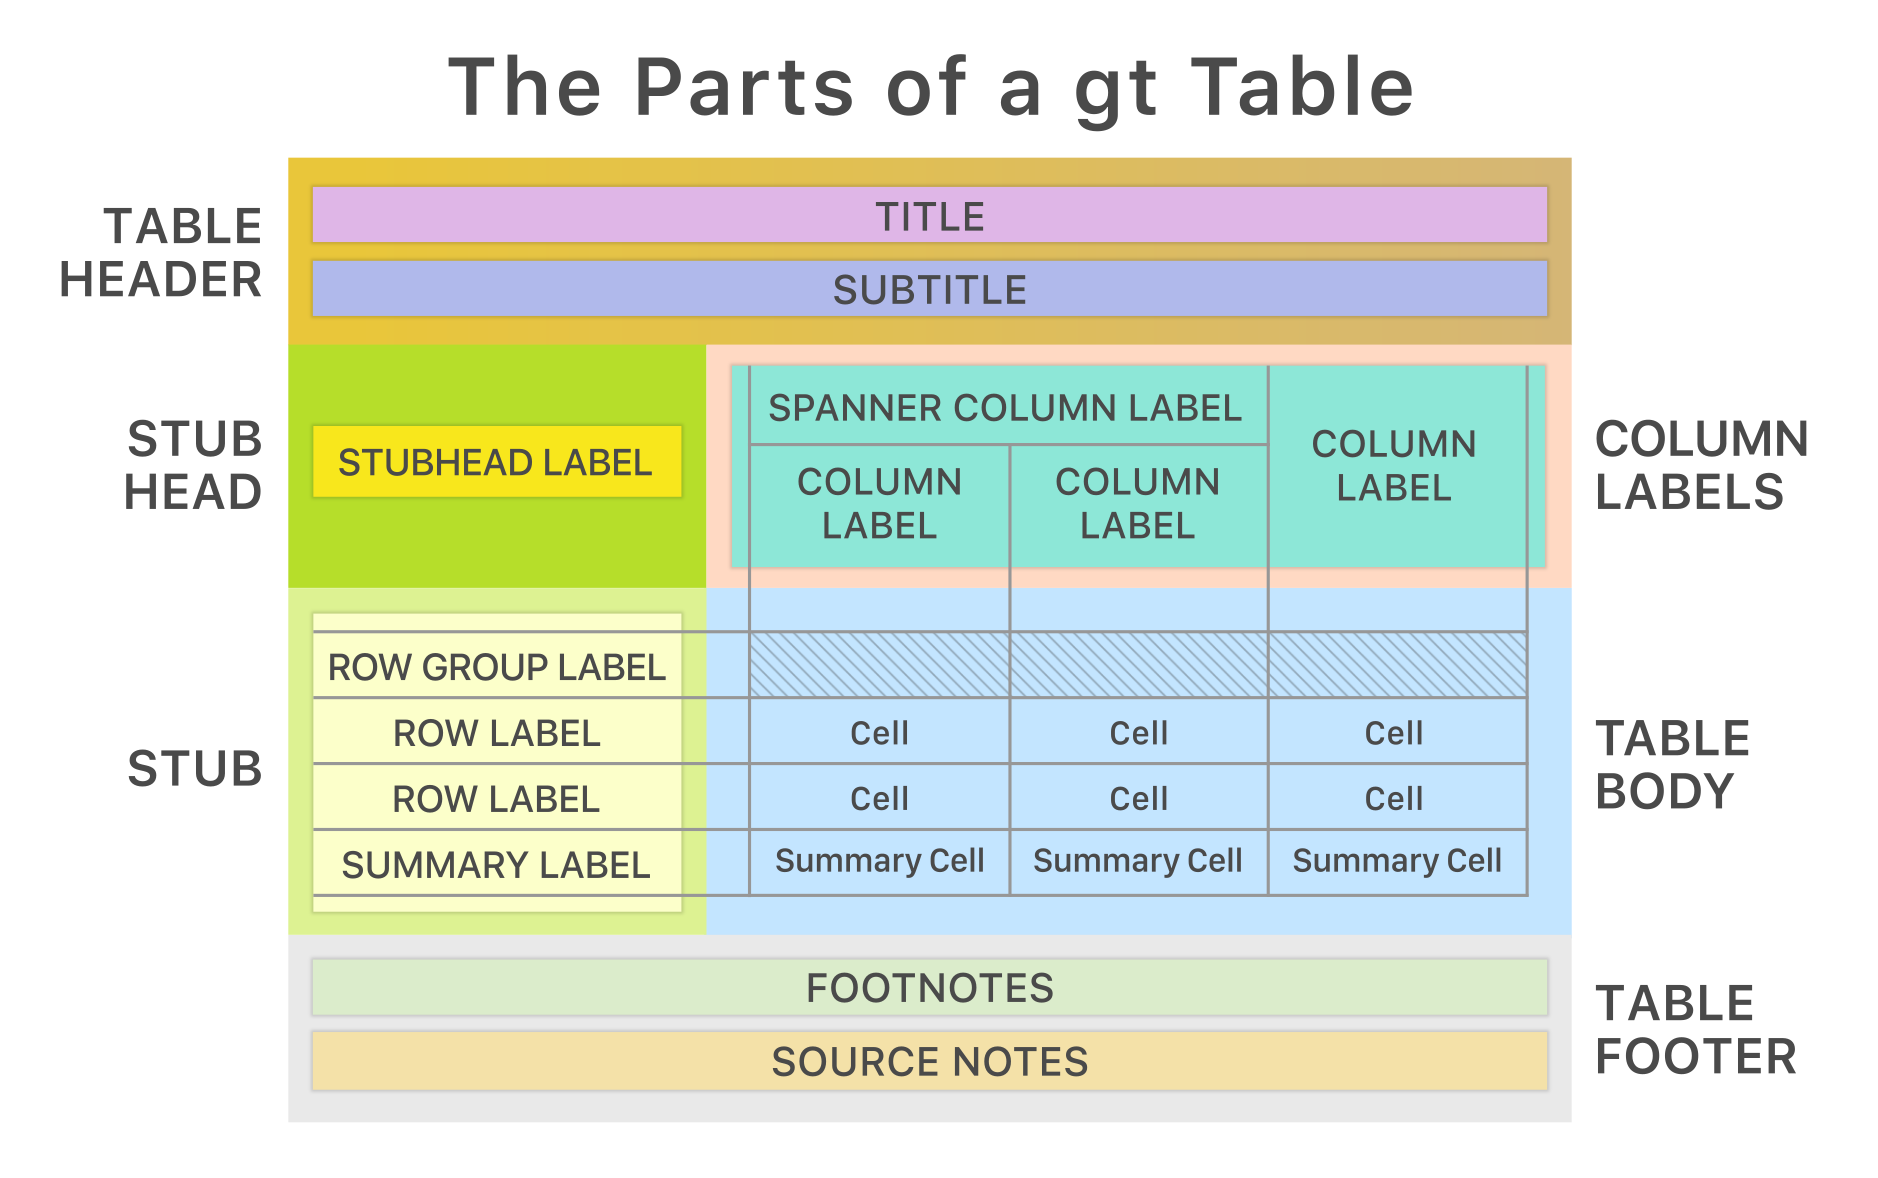 The Parts of a gt Table
TABLE
HEADER
TITLE
SUBTITLE
STUB
HEAD
STUBHEAD LABEL
SPANNER COLUMN LABEL
COLUMN
LABEL
COLUMN
LABEL
COLUMN
LABEL
COLUMN
LABELS
STUB
ROW GROUP LABEL
ROW LABEL
Cell
Cell
Cell
ROW LABEL
Cell
Cell
Cell
SUMMARY LABEL
Summary Cell
Summary Cell
Summary Cell
TABLE
BODY
FOOTNOTES
SOURCE NOTES
TABLE
FOOTER